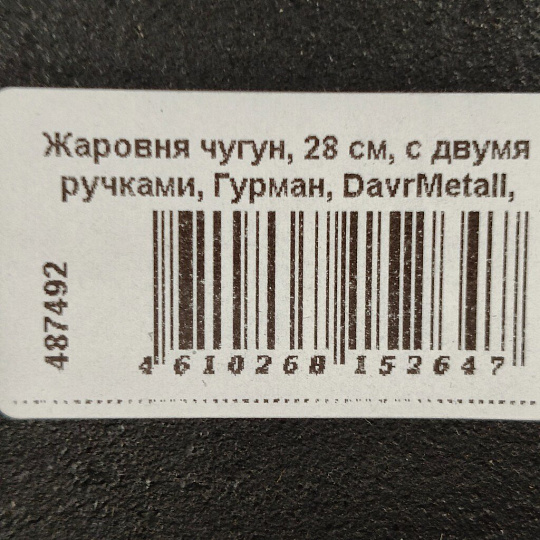 Жаровня чугун, 28 см, с двумя
ручками, Гурман, DavrMetall,
487492
4 610268 152647